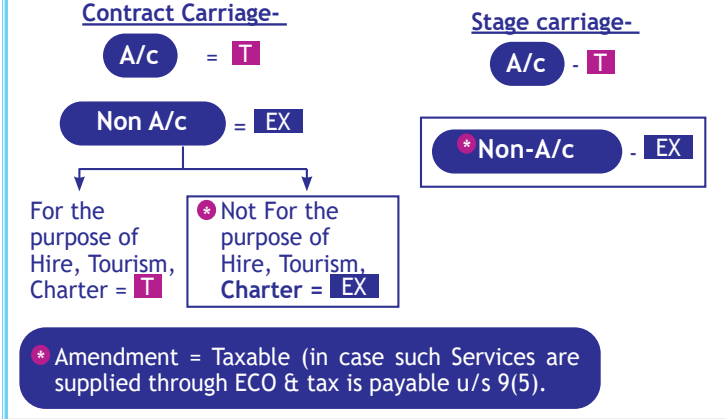 Contract Carriage-
A/c = T
Non A/c = EX
For the
purpose of
Hire, Tourism,
Charter = T
* Not For the
purpose of
Hire, Tourism,
Charter = EX
Stage carriage-
A/c - T
*Non-A/c - EX
* Amendment = Taxable (in case such Services are
supplied through ECO & tax is payable u/s 9(5).